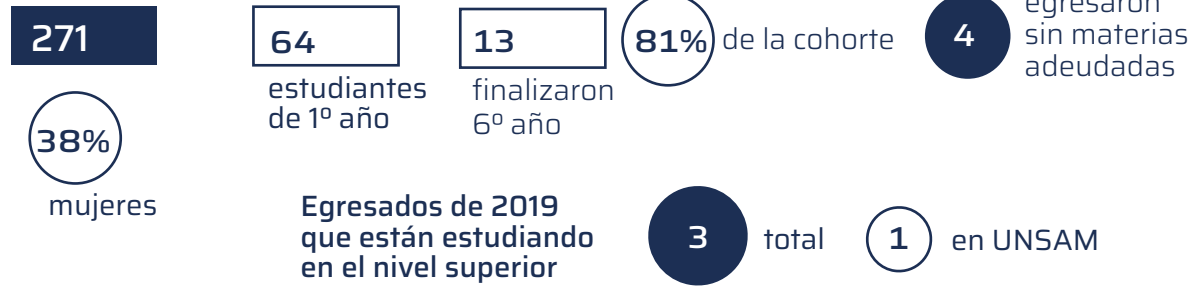 271
38%
mujeres
64
estudiantes
de 1º año
13
finalizaron
6º año
81% de la cohorte
4
egresaron
sin materias
adeudadas
Egresados de 2019
que están estudiando
en el nivel superior
3 total
1 en UNSAM